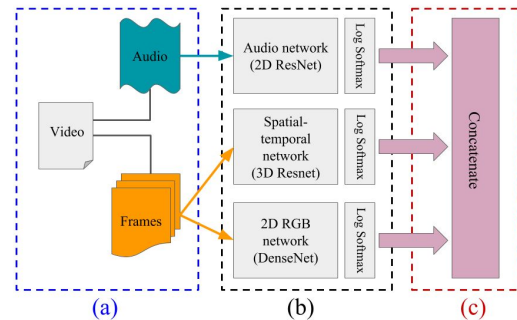 Video
Audio
Frames
Audio network
(2D ResNet)
Log Softmax
Spatial-
temporal
network
(3D Resnet)
Log Softmax
2D RGB
network
(DenseNet)
Log Softmax
Concatenate
(a)
(b)
(c)